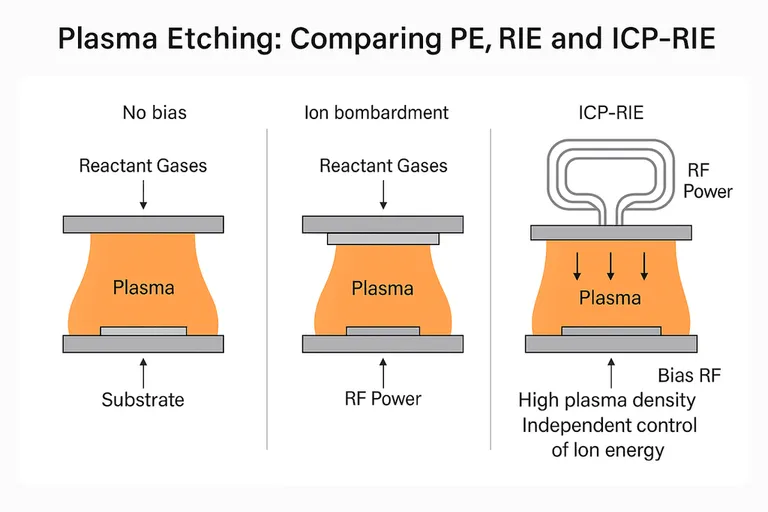 Plasma Etching: Comparing PE, RIE and ICP-RIE
No bias
Reactant Gases
Plasma
Substrate
Ion bombardment
Reactant Gases
Plasma
RF Power
ICP-RIE
RF
Power
Plasma
Bias RF
High plasma density
Independent control
of Ion energy